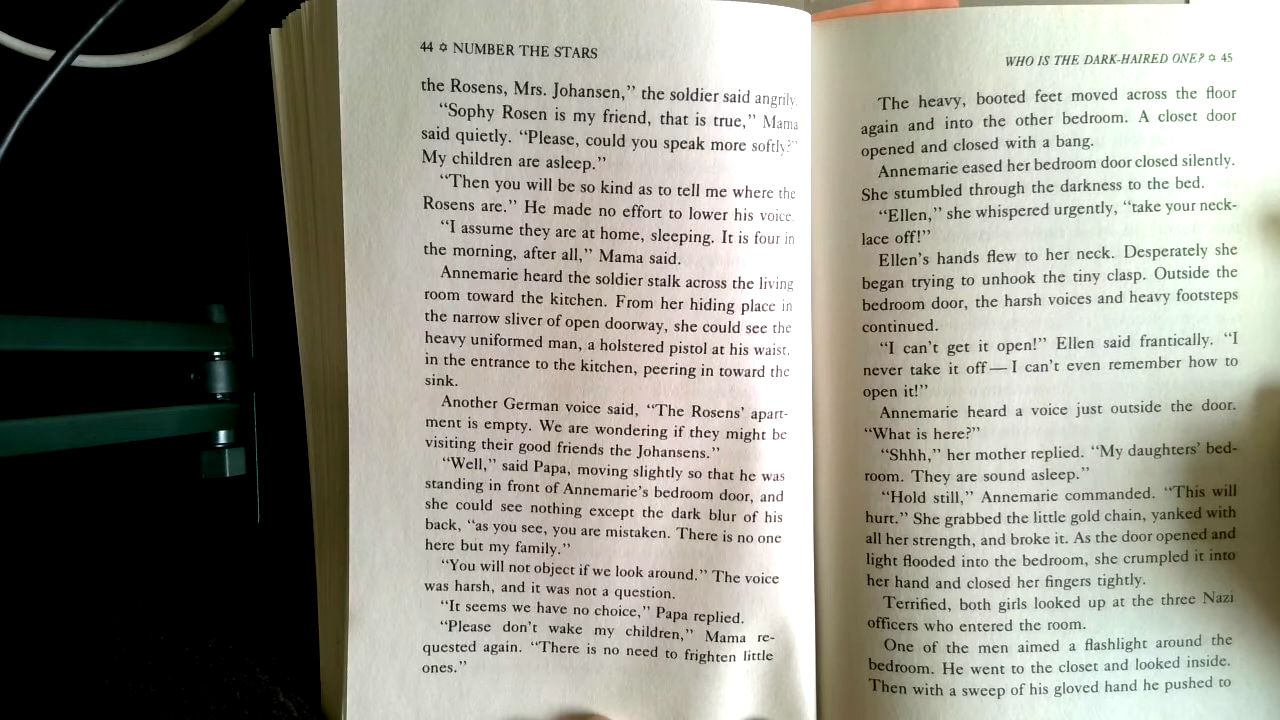 44 ✡ NUMBER THE STARS
the Rosens, Mrs. Johansen,” the soldier said angrily.
“Sophy Rosen is my friend, that is true,” Mama
said quietly. “Please, could you speak more softly?”
My children are asleep.”
“Then you will be so kind as to tell me where the
Rosens are.” He made no effort to lower his voice.
“I assume they are at home, sleeping. It is four in
the morning, after all,” Mama said.
Annemarie heard the soldier stalk across the living
room toward the kitchen. From her hiding place in
the narrow sliver of open doorway, she could see the
heavy uniformed man, a holstered pistol at his waist,
in the entrance to the kitchen, peering in toward the
sink.
Another German voice said, “The Rosens’ apart-
ment is empty. We are wondering if they might be
visiting their good friends the Johansens.”
“Well,” said Papa, moving slightly so that he was
standing in front of Annemarie’s bedroom door, and
she could see nothing except the dark blur of his
back, “as you see, you are mistaken. There is no one
here but my family.”
“You will not object if we look around.” The voice
was harsh, and it was not a question.
“It seems we have no choice,” Papa replied.
“Please don’t wake my children,” Mama re-
quested again. “There is no need to frighten little
ones.”
WHO IS THE DARK-HAIRED ONE? ✡ 45
The heavy, booted feet moved across the floor
again and into the other bedroom. A closet door
opened and closed with a bang.
Annemarie eased her bedroom door closed silently.
She stumbled through the darkness to the bed.
“Ellen,” she whispered urgently, “take your neck-
lace off!”
Ellen’s hands flew to her neck. Desperately she
began trying to unhook the tiny clasp. Outside the
bedroom door, the harsh voices and heavy footsteps
continued.
“I can’t get it open!” Ellen said frantically. “I
never take it off — I can’t even remember how to
open it!”
Annemarie heard a voice just outside the door.
“What is here?”
“Shhh,” her mother replied. “My daughters’ bed-
room. They are sound asleep.”
“Hold still,” Annemarie commanded. “This will
hurt.” She grabbed the little gold chain, yanked with
all her strength, and broke it. As the door opened and
light flooded into the bedroom, she crumpled it into
her hand and closed her fingers tightly.
Terrified, both girls looked up at the three Nazi
officers who entered the room.
One of the men aimed a flashlight around the
bedroom. He went to the closet and looked inside.
Then with a sweep of his gloved hand he pushed to